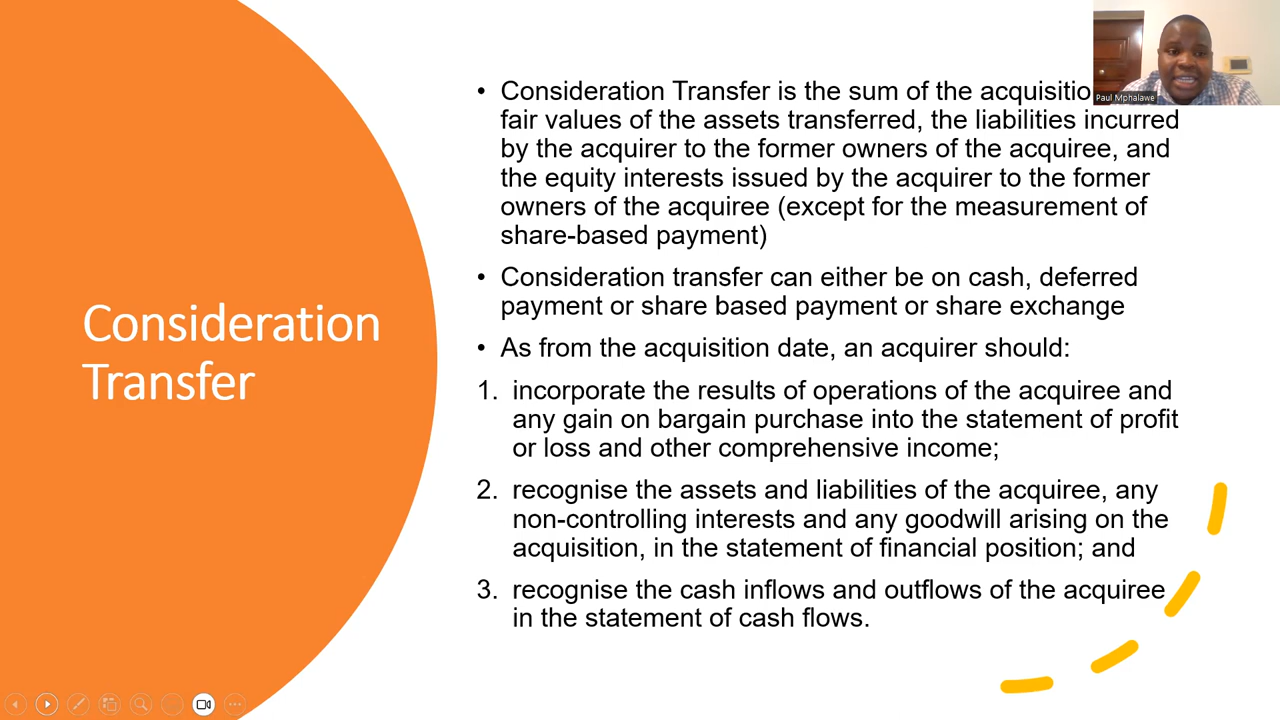 Consideration
Transfer
• Consideration Transfer is the sum of the acquisitio
fair values of the assets transferred, the liabilities incurred
by the acquirer to the former owners of the acquiree, and
the equity interests issued by the acquirer to the former
owners of the acquiree (except for the measurement of
share-based payment)
• Consideration transfer can either be on cash, deferred
payment or share based payment or share exchange
• As from the acquisition date, an acquirer should:
1. incorporate the results of operations of the acquiree and
any gain on bargain purchase into the statement of profit
or loss and other comprehensive income;
2. recognise the assets and liabilities of the acquiree, any
non-controlling interests and any goodwill arising on the
acquisition, in the statement of financial position; and
3. recognise the cash inflows and outflows of the acquiree
in the statement of cash flows.
Paul Mphalawe